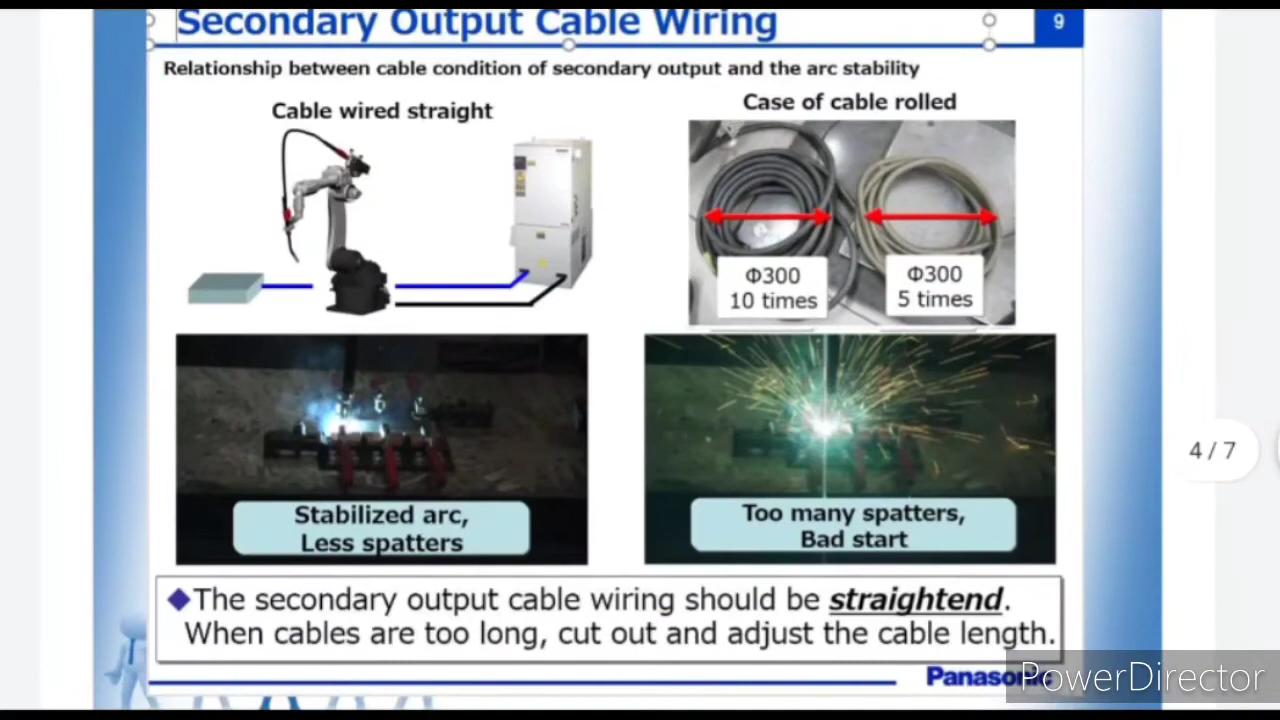 Secondary Output Cable Wiring
9
Relationship between cable condition of secondary output and the arc stability
Cable wired straight
Case of cable rolled
Φ300
10 times
Φ300
5 times
Stabilized arc,
Less spatters
Too many spatters,
Bad start
◆The secondary output cable wiring should be straightend.
When cables are too long, cut out and adjust the cable length.
Panasonic
PowerDirector
4 / 7